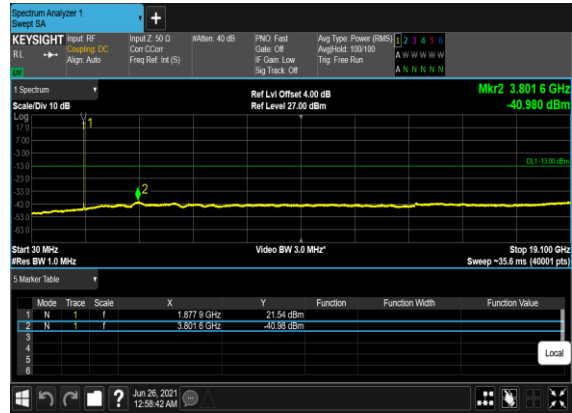 Spectrum Analyzer 1
Swept SA
+
KEYSIGHT Input: RF Input Z: 50 Ω #Atten: 40 dB PNO: Fast Avg Type: Power (RMS) 1 2 3 4 5 6
RL Coupling: DC Corr CCorr Gate: Off Avg|Hold: 100/100 A W W W W W
Align: Auto Freq Ref: Int (S) IF Gain: Low Trig: Free Run
Sig Track: Off A N N N N N
1 Spectrum Ref Lvl Offset 4.00 dB Mkr2 3.801 6 GHz
Scale/Div 10 dB Ref Level 27.00 dBm -40.980 dBm
Log
17.0 1
7.00
-3.00
-13.0 DL1 -13.00 dBm
-23.0
-33.0 2
-43.0
-53.0
-63.0
Start 30 MHz Video BW 3.0 MHz* Stop 19.100 GHz
#Res BW 1.0 MHz Sweep ~35.6 ms (40001 pts)
5 Marker Table
Mode Trace Scale X Y Function Function Width Function Value
1 N 1 f 1.877 9 GHz 21.54 dBm
2 N 1 f 3.801 6 GHz -40.98 dBm
3
4
5
6
Local
? Jun 26, 2021
12:58:42 AM